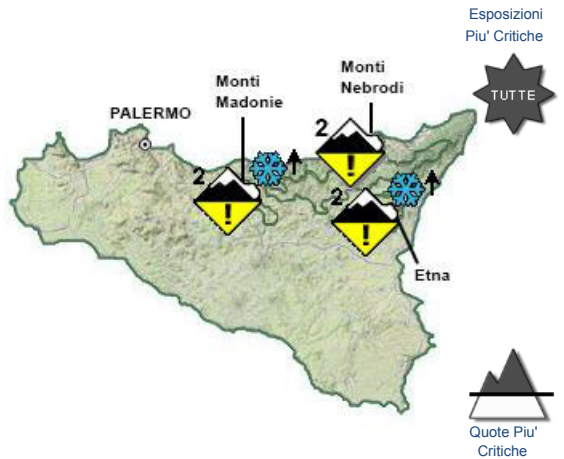 Esposizioni
Piu' Critiche
TUTTE
Monti
Nebrodi
Monti
Madonie
PALERMO
2
!
2
!
2
!
Etna
Quote Piu'
Critiche